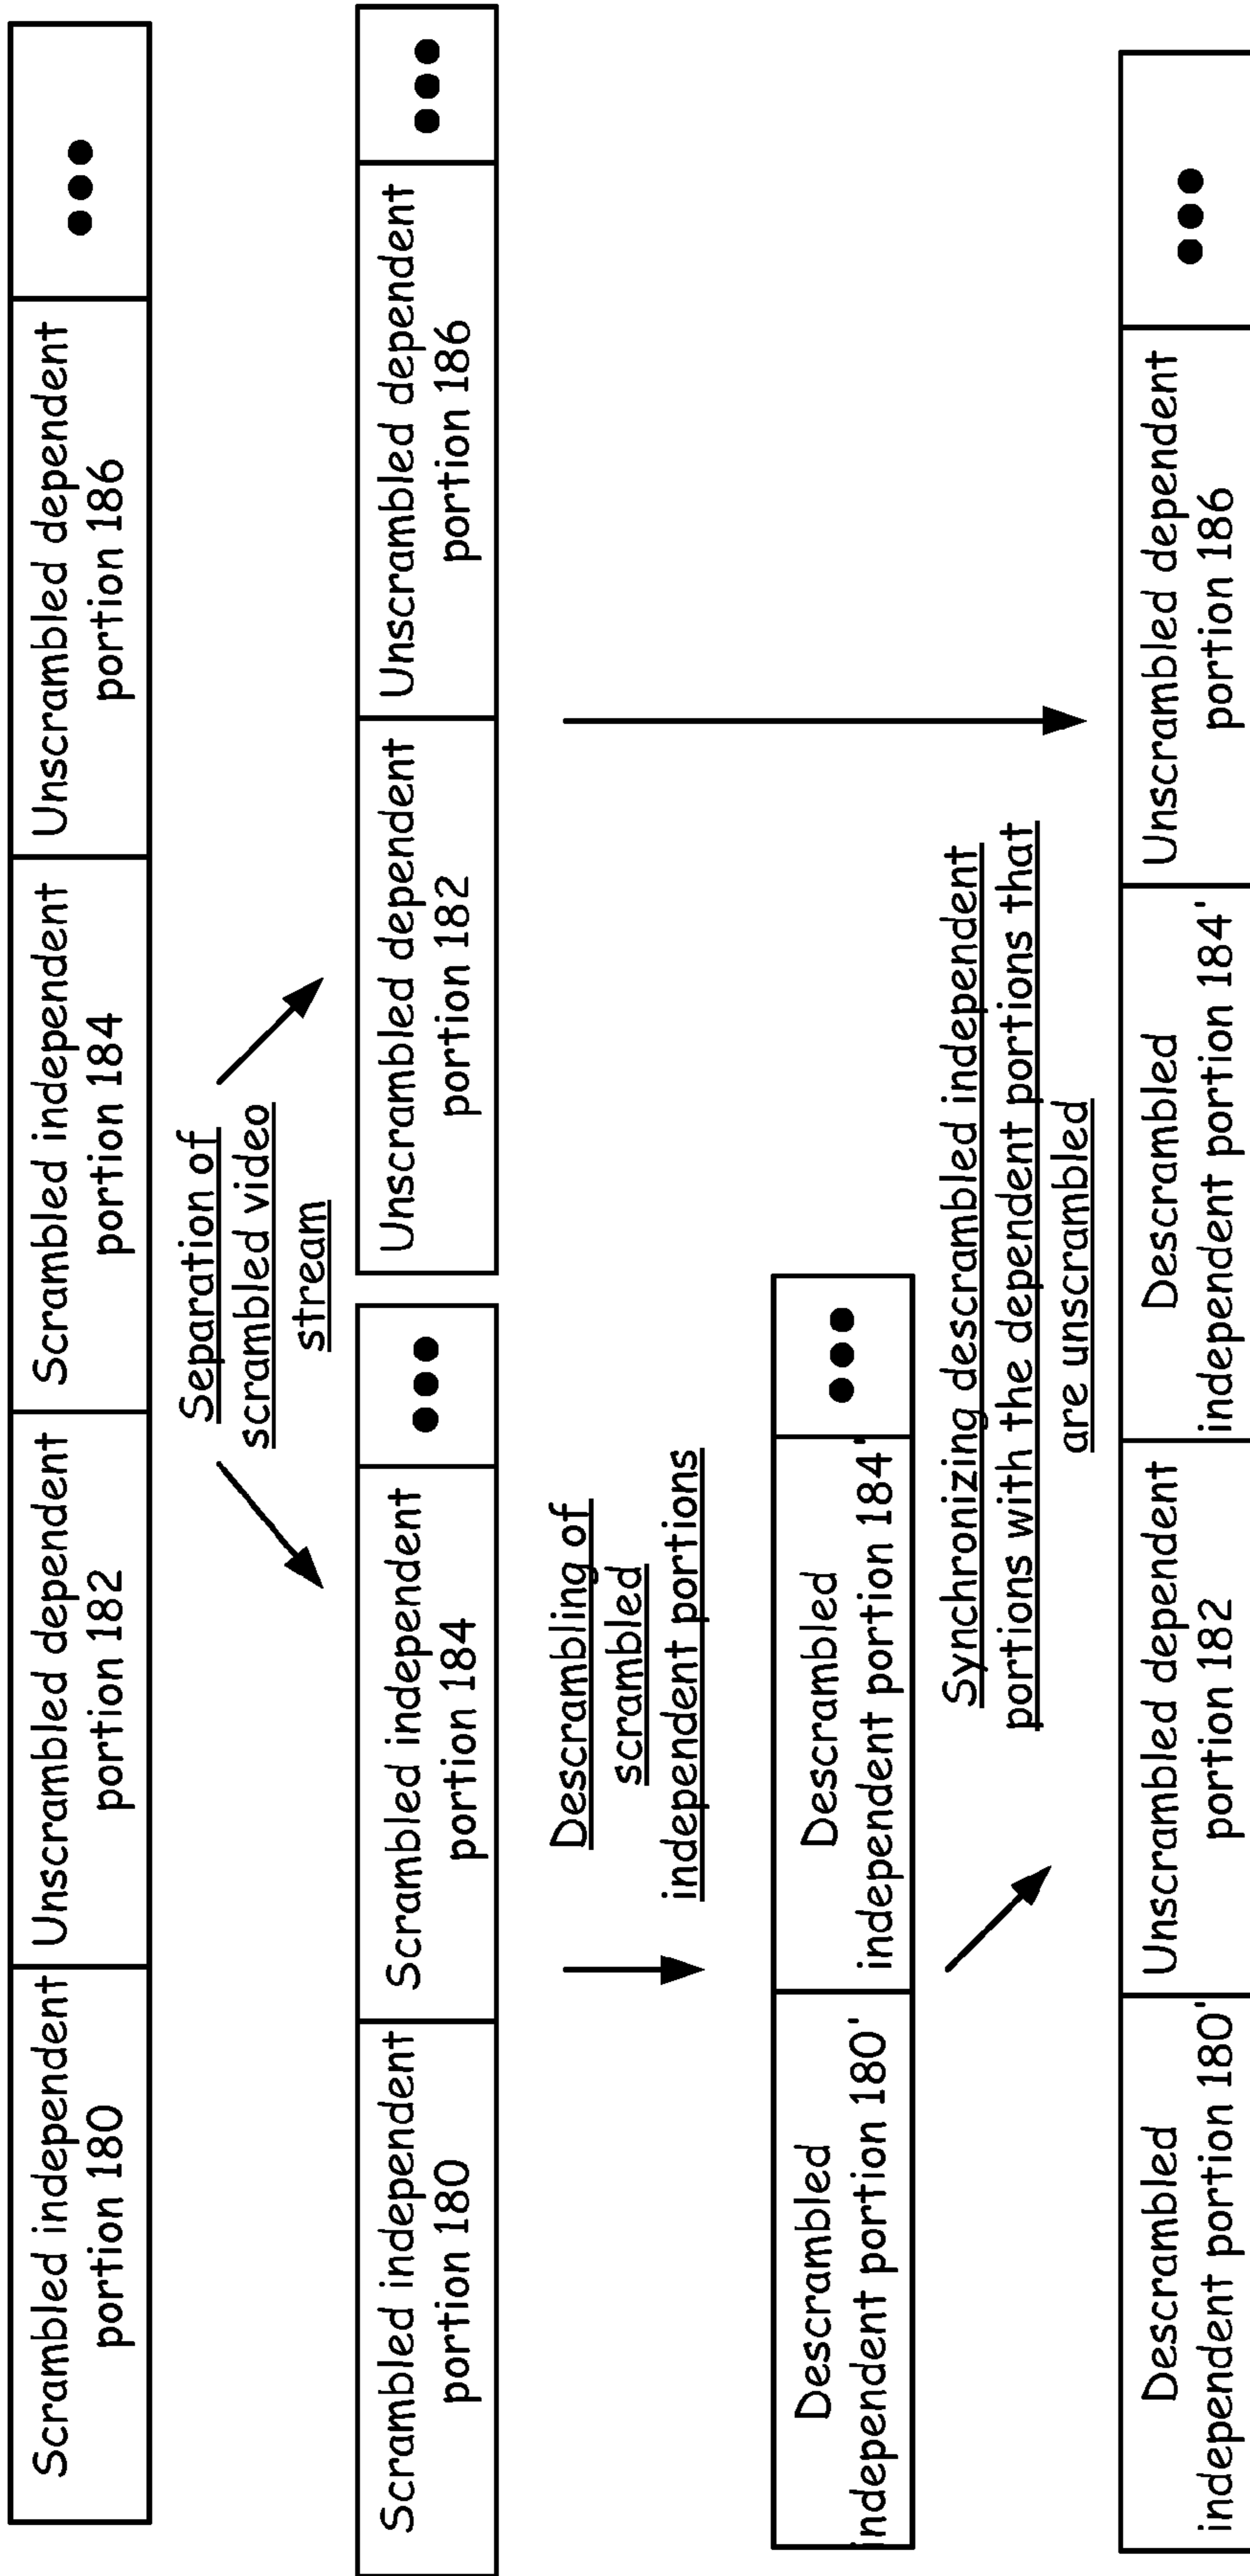 Scrambled independent
portion 180
Unscrambled dependent
portion 182
Scrambled independent
portion 184
Unscrambled dependent
portion 186
•••
Separation of
scrambled video
stream
Scrambled independent
portion 180
Scrambled independent
portion 184
•••
Unscrambled dependent
portion 182
Unscrambled dependent
portion 186
•••
Descrambling of
scrambled
independent portions
Descrambled
independent portion 180'
Descrambled
independent portion 184'
•••
Synchronizing descrambled independent
portions with the dependent portions that
are unscrambled
Descrambled
independent portion 180'
Unscrambled dependent
portion 182
Descrambled
independent portion 184'
Unscrambled dependent
portion 186
•••